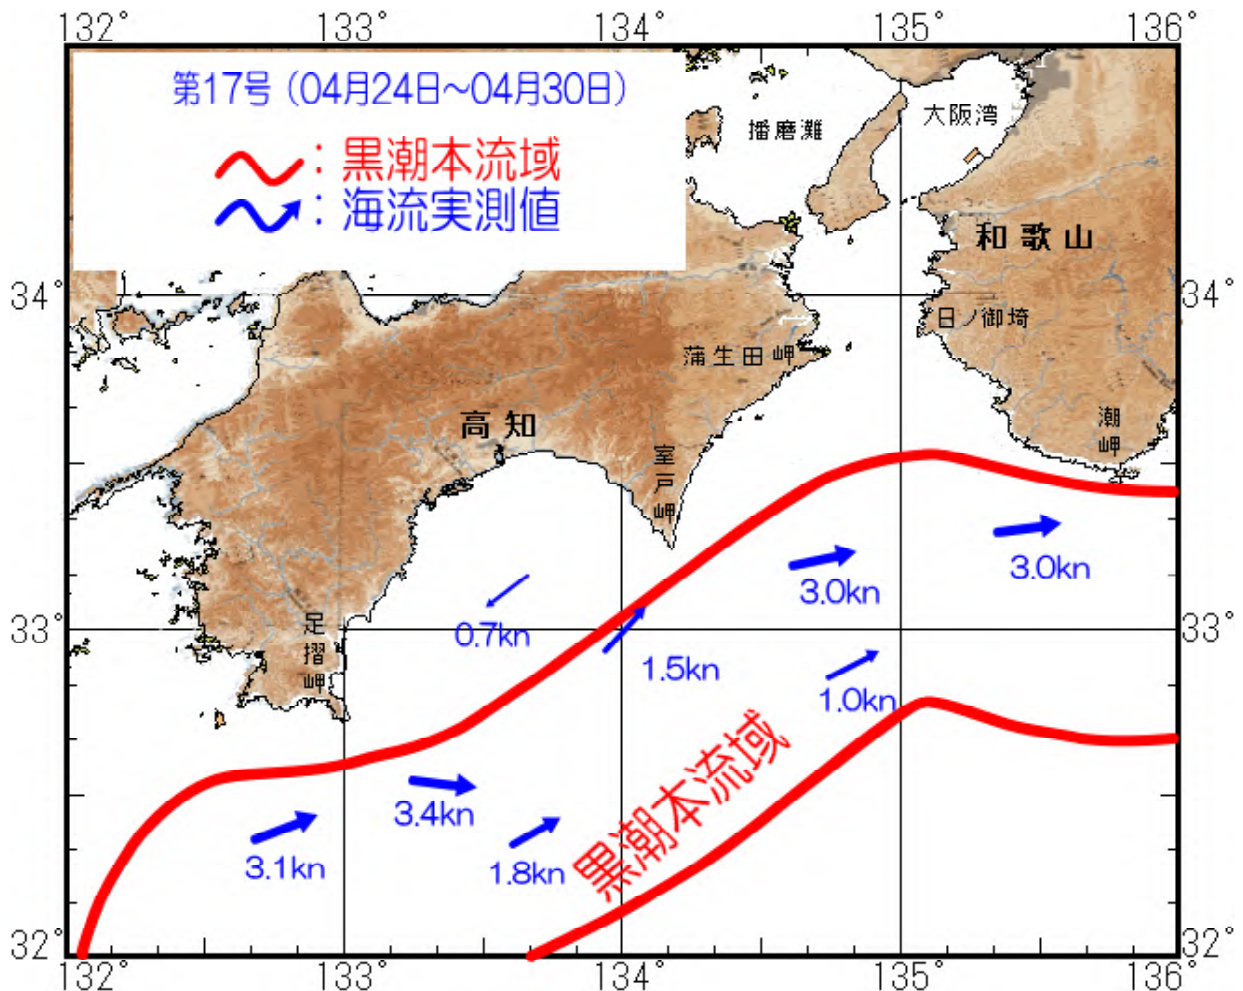 132° 133° 134° 135° 136°
第17号（04月24日～04月30日）
：黒潮本流域
：海流実測値
播磨灘
大阪湾
和歌山
34° 34°
日ノ御埼
蒲生田岬
高知
潮岬
室戸岬
3.0kn
3.0kn
0.7kn
33° 33°
足摺岬
1.5kn
1.0kn
黒潮本流域
3.4kn
3.1kn
1.8kn
32° 32°
132° 133° 134° 135° 136°